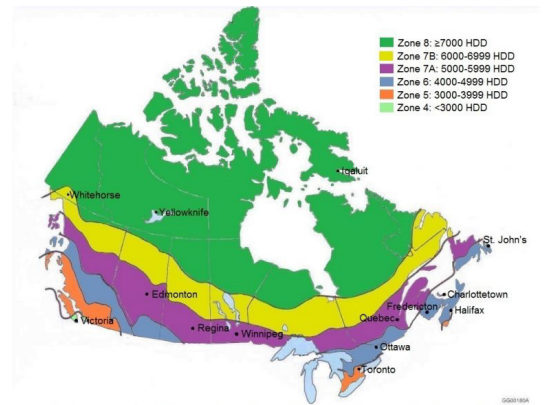 Zone 8: ≥7000 HDD
Zone 7B: 6000-6999 HDD
Zone 7A: 5000-5999 HDD
Zone 6: 4000-4999 HDD
Zone 5: 3000-3999 HDD
Zone 4: <3000 HDD
Iqaluit
Whitehorse
Yellowknife
St. John's
Edmonton
Charlottetown
Fredericton
Halifax
Quebec
Victoria
Regina
Winnipeg
Ottawa
Toronto
GG00180A